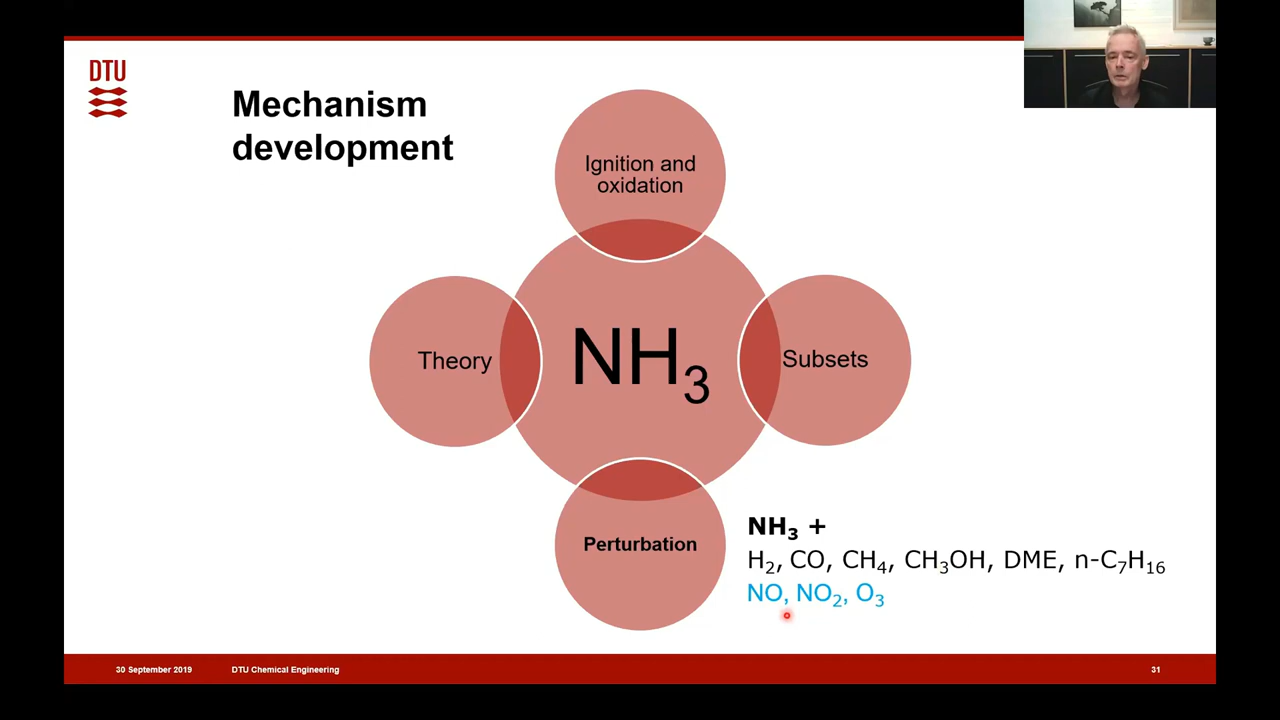 DTU
Mechanism
development
Ignition and
oxidation
Theory
NH₃
Subsets
Perturbation
NH₃ +
H₂, CO, CH₄, CH₃OH, DME, n-C₇H₁₆
NO, NO₂, O₃
30 September 2019 DTU Chemical Engineering 31